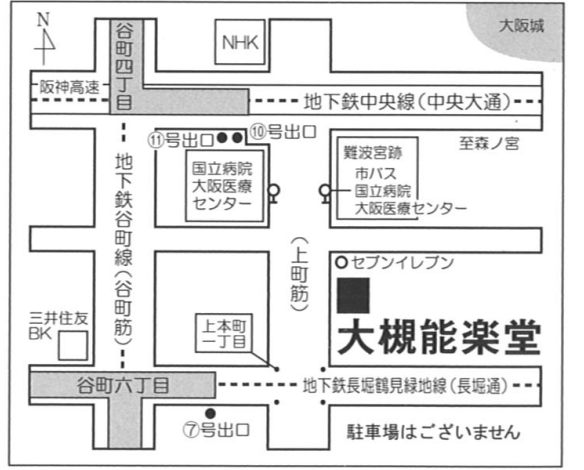 N
大阪城
NHK
谷町四丁目
阪神高速
地下鉄中央線(中央大通)
⑪号出口
⑩号出口
至森ノ宮
国立病院
大阪医療
センター
難波宮跡
市バス
国立病院
大阪医療センター
地下鉄谷町線(谷町筋)
(上町筋)
セブンイレブン
大槻能楽堂
三井住友
BK
上本町
一丁目
谷町六丁目
地下鉄長堀鶴見緑地線(長堀通)
⑦号出口
駐車場はございません